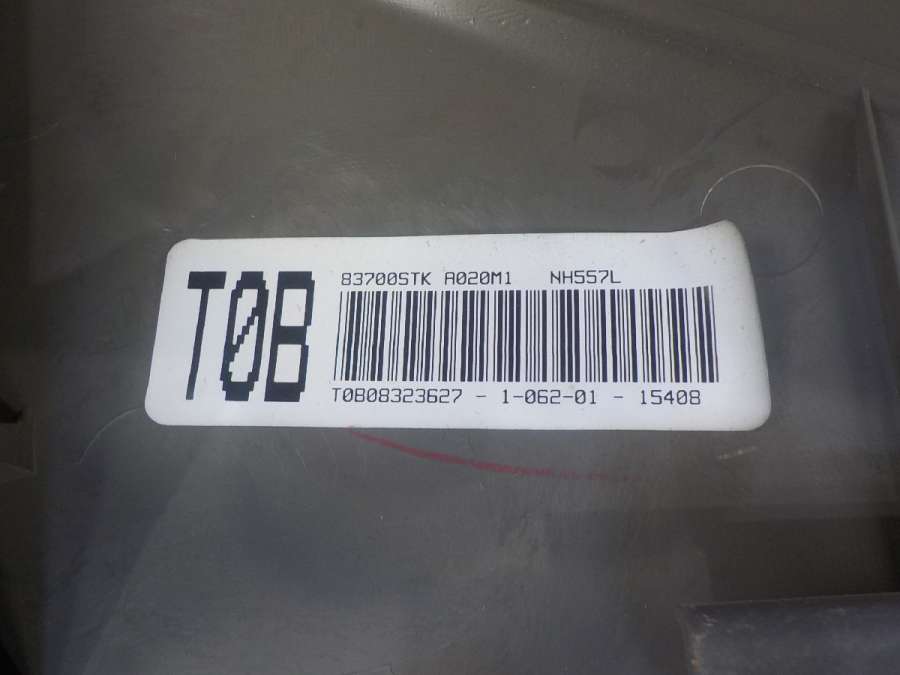 T0B
83700STK A020M1 NH557L
T0B08323627 - 1-062-01 - 15408